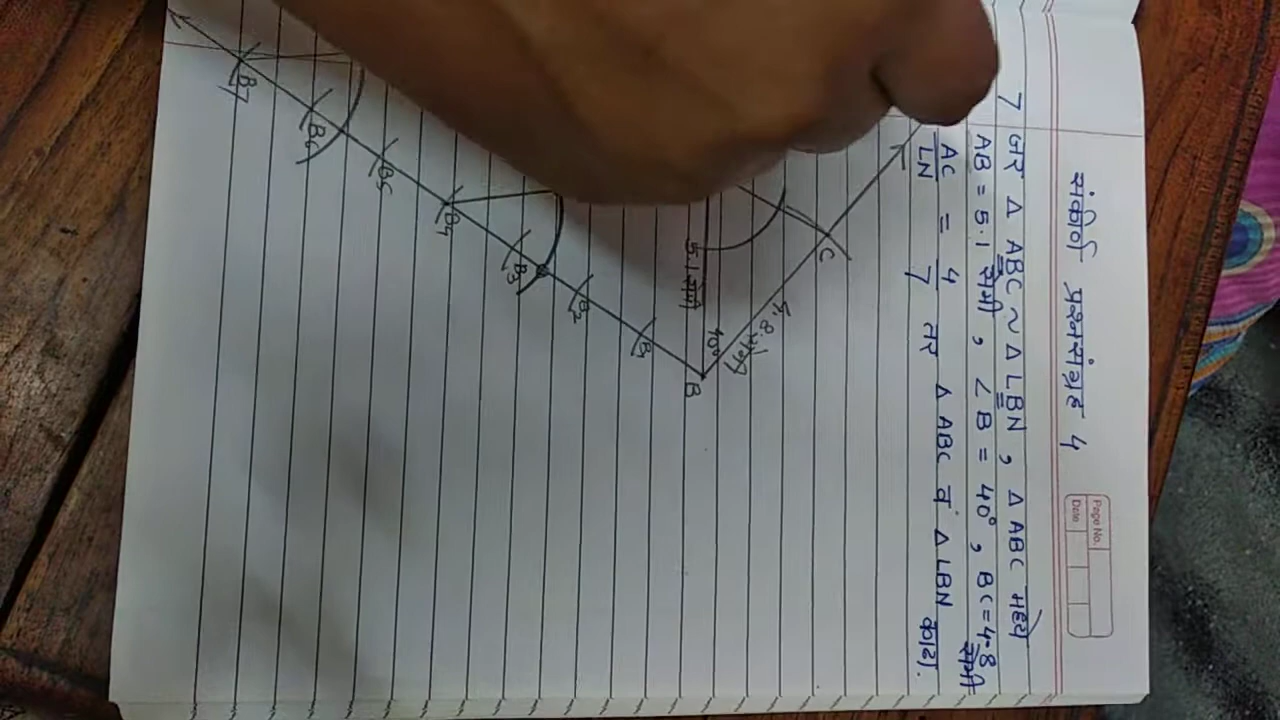 संकीर्ण प्रश्नसंग्रह 4
Page No.
Date
7 जर △ ABC ~ △ LBN , △ ABC मध्ये
AB = 5.1 सेमी , ∠B = 40° , BC = 4.8 सेमी
AC/LN = 4/7 तर △ ABC व △ LBN काढा.
C
4.8 सेमी
5.1 सेमी
40°
B
B1
B2
B3
B4
B5
B6
B7